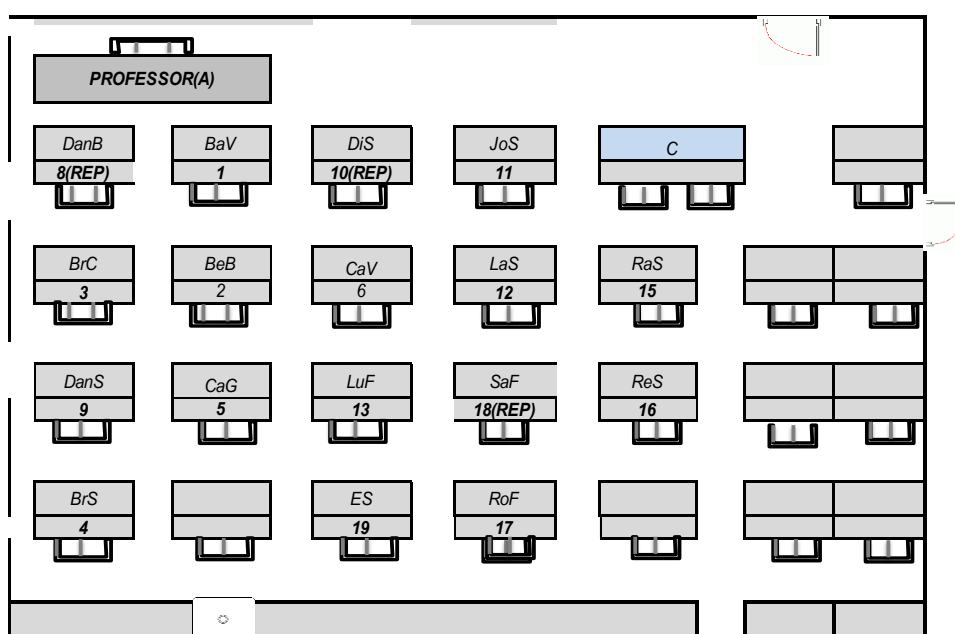 PROFESSOR(A)
DanB
8(REP)
BaV
1
DiS
10(REP)
JoS
11
C
BrC
3
BeB
2
CaV
6
LaS
12
RaS
15
DanS
9
CaG
5
LuF
13
SaF
18(REP)
ReS
16
BrS
4
ES
19
RoF
17